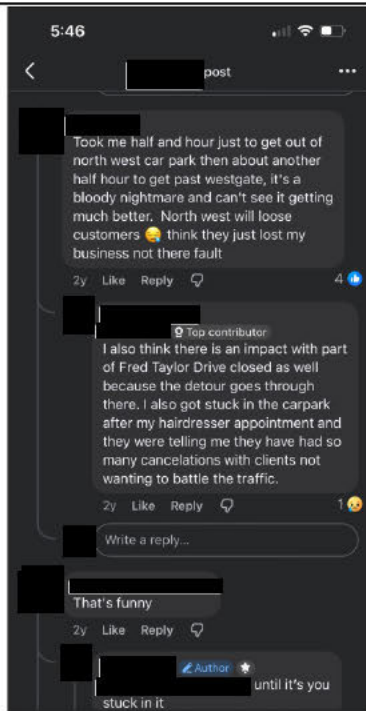 5:46
post
Took me half and hour just to get out of
north west car park then about another
half hour to get past westgate, it's a
bloody nightmare and can't see it getting
much better. North west will loose
customers 😪 think they just lost my
business not there fault
2y Like Reply 4
Top contributor
I also think there is an impact with part
of Fred Taylor Drive closed as well
because the detour goes through
there. I also got stuck in the carpark
after my hairdresser appointment and
they were telling me they have had so
many cancelations with clients not
wanting to battle the traffic.
2y Like Reply 1
Write a reply...
That's funny
2y Like Reply
Author
until it's you
stuck in it